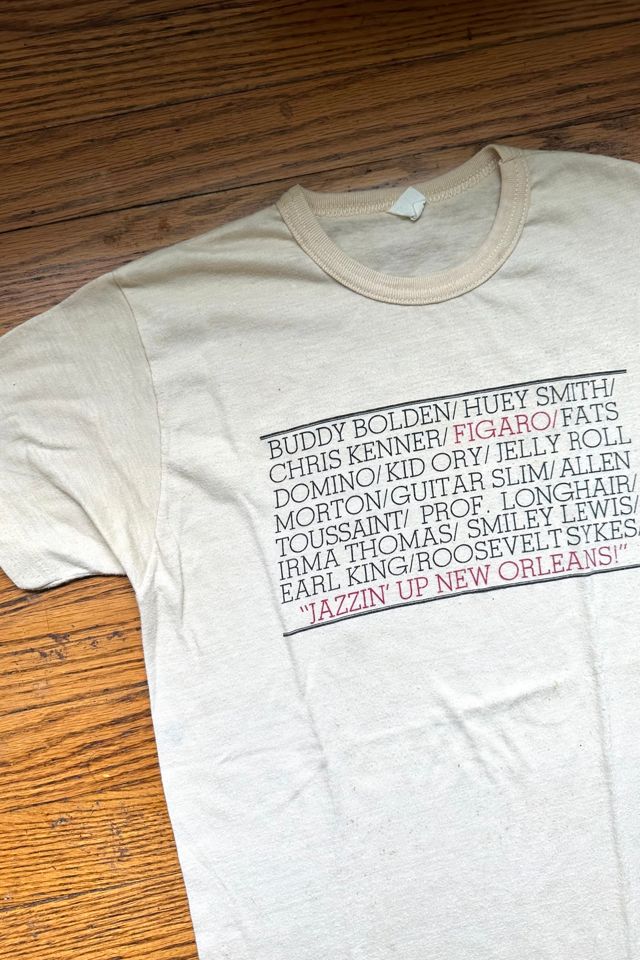 BUDDY BOLDEN/ HUEY SMITH/
CHRIS KENNER/ FIGARO/ FATS
DOMINO/ KID ORY/ JELLY ROLL
MORTON/GUITAR SLIM/ ALLEN
TOUSSAINT/ PROF. LONGHAIR/
IRMA THOMAS/ SMILEY LEWIS/
EARL KING/ROOSEVELT SYKES/
"JAZZIN' UP NEW ORLEANS!"